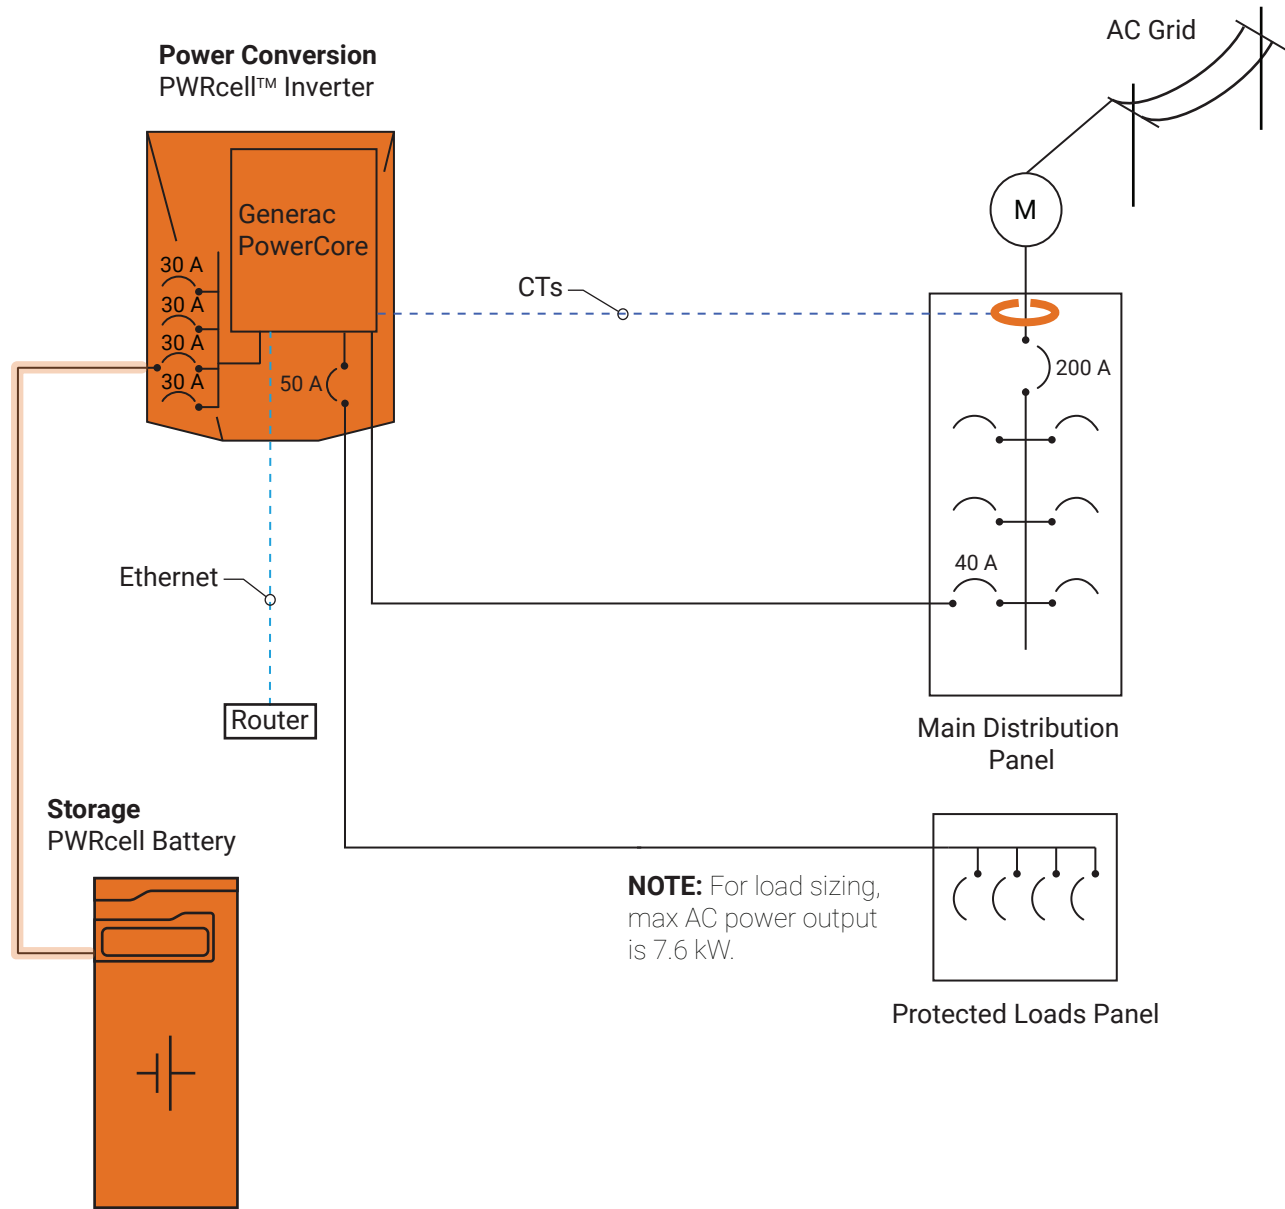 Power Conversion
PWRcell™ Inverter
AC Grid
M
Generac
PowerCore
30 A
30 A
30 A
30 A
50 A
CTs
200 A
40 A
Ethernet
Router
Main Distribution
Panel
Storage
PWRcell Battery
NOTE: For load sizing,
max AC power output
is 7.6 kW.
Protected Loads Panel